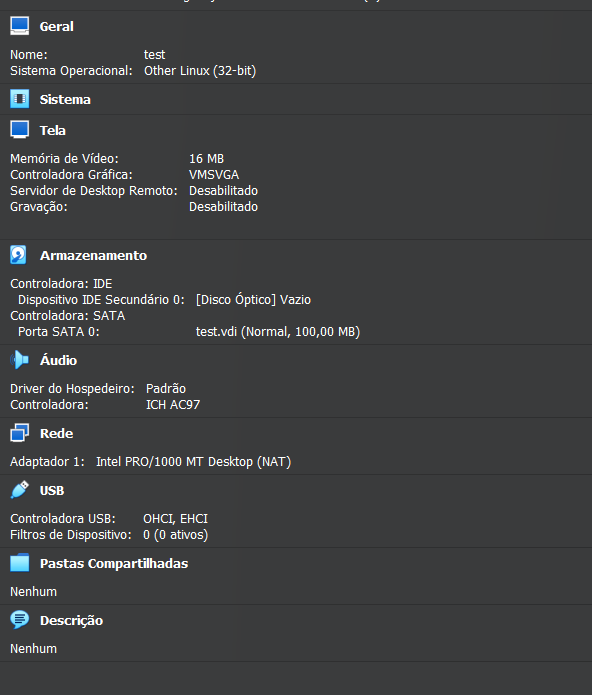 Geral
Nome: test
Sistema Operacional: Other Linux (32-bit)
Sistema
Tela
Memória de Vídeo: 16 MB
Controladora Gráfica: VMSVGA
Servidor de Desktop Remoto: Desabilitado
Gravação: Desabilitado
Armazenamento
Controladora: IDE
Dispositivo IDE Secundário 0: [Disco Óptico] Vazio
Controladora: SATA
Porta SATA 0: test.vdi (Normal, 100,00 MB)
Áudio
Driver do Hospedeiro: Padrão
Controladora: ICH AC97
Rede
Adaptador 1: Intel PRO/1000 MT Desktop (NAT)
USB
Controladora USB: OHCI, EHCI
Filtros de Dispositivo: 0 (0 ativos)
Pastas Compartilhadas
Nenhum
Descrição
Nenhum